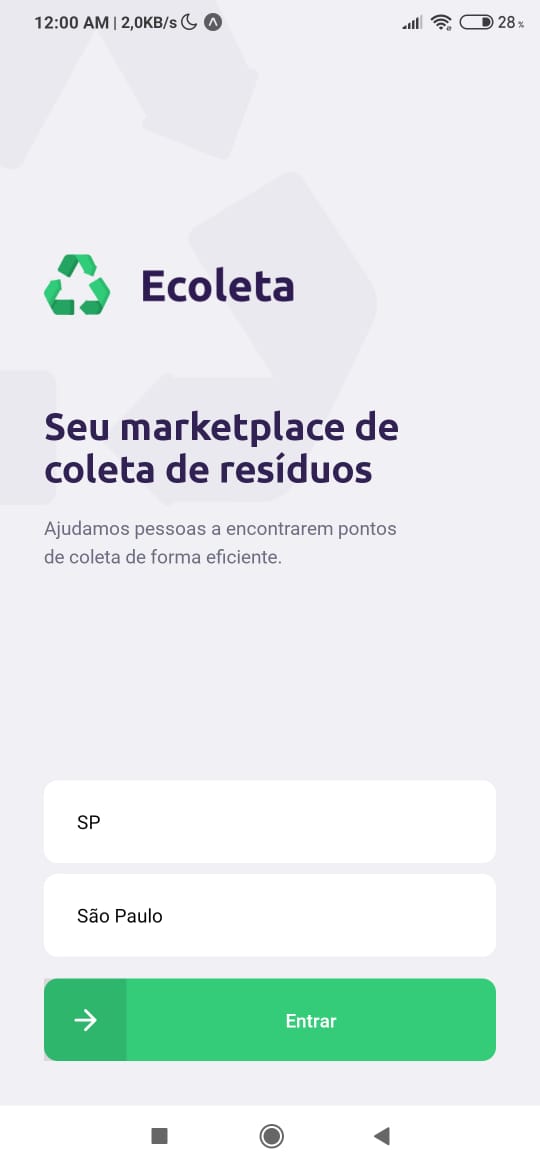 12:00 AM | 2,0KB/s 28 %
Ecoleta
Seu marketplace de
coleta de resíduos
Ajudamos pessoas a encontrarem pontos
de coleta de forma eficiente.
SP
São Paulo
Entrar